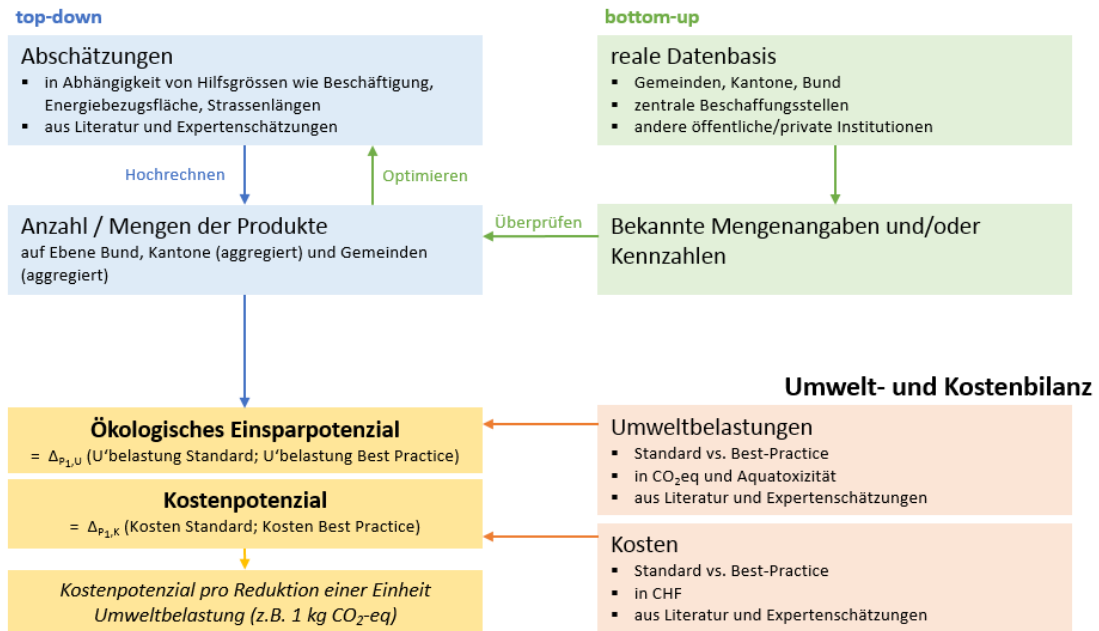 top-down
Abschätzungen
▪ in Abhängigkeit von Hilfsgrössen wie Beschäftigung,
Energiebezugsfläche, Strassenlängen
▪ aus Literatur und Expertenschätzungen
bottom-up
reale Datenbasis
▪ Gemeinden, Kantone, Bund
▪ zentrale Beschaffungsstellen
▪ andere öffentliche/private Institutionen
Hochrechnen
Optimieren
Anzahl / Mengen der Produkte
auf Ebene Bund, Kantone (aggregiert) und Gemeinden
(aggregiert)
Überprüfen
Bekannte Mengenangaben und/oder
Kennzahlen
Umwelt- und Kostenbilanz
Ökologisches Einsparpotenzial
= Δ_P1,U (U‘belastung Standard; U‘belastung Best Practice)
Kostenpotenzial
= Δ_P1,K (Kosten Standard; Kosten Best Practice)
Kostenpotenzial pro Reduktion einer Einheit
Umweltbelastung (z.B. 1 kg CO₂-eq)
Umweltbelastungen
▪ Standard vs. Best-Practice
▪ in CO₂eq und Aquatoxizität
▪ aus Literatur und Expertenschätzungen
Kosten
▪ Standard vs. Best-Practice
▪ in CHF
▪ aus Literatur und Expertenschätzungen